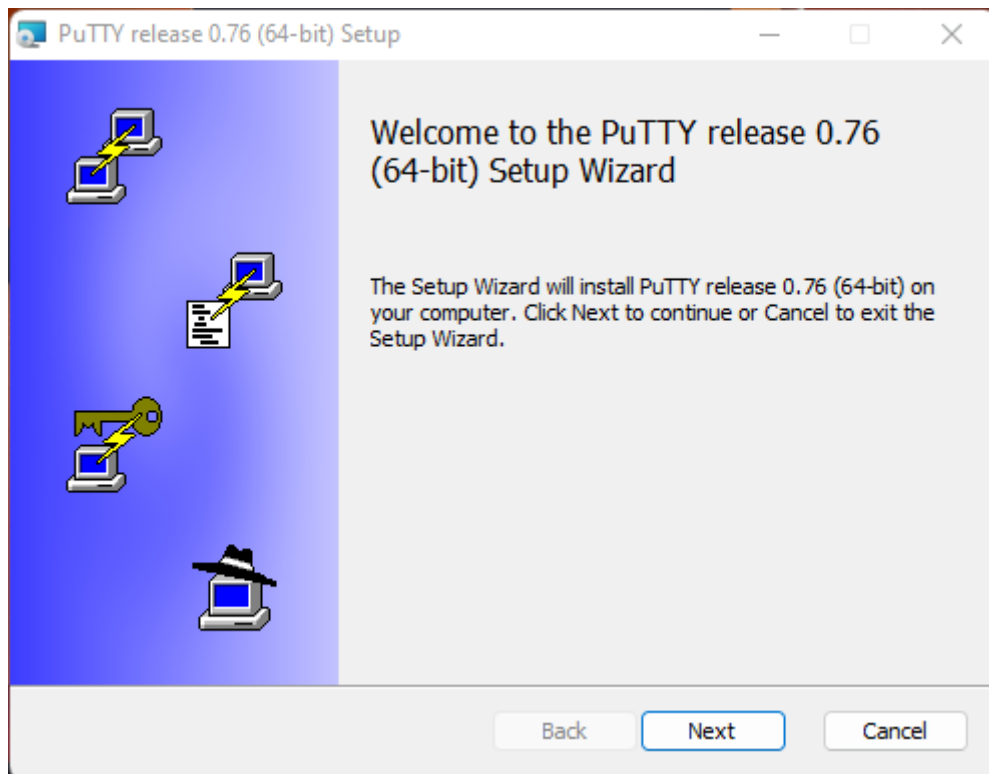 PuTTY release 0.76 (64-bit) Setup
Welcome to the PuTTY release 0.76
(64-bit) Setup Wizard
The Setup Wizard will install PuTTY release 0.76 (64-bit) on
your computer. Click Next to continue or Cancel to exit the
Setup Wizard.
Back
Next
Cancel